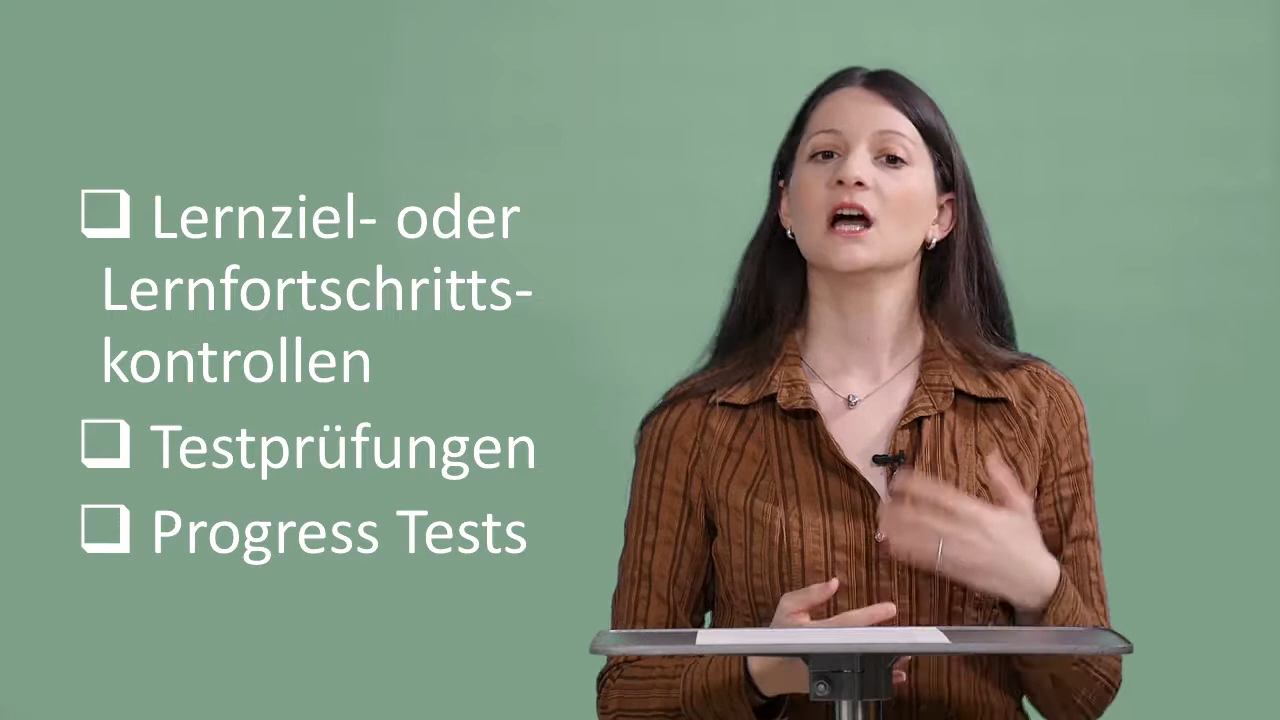 ❑ Lernziel- oder
Lernfortschritts-
kontrollen
❑ Testprüfungen
❑ Progress Tests